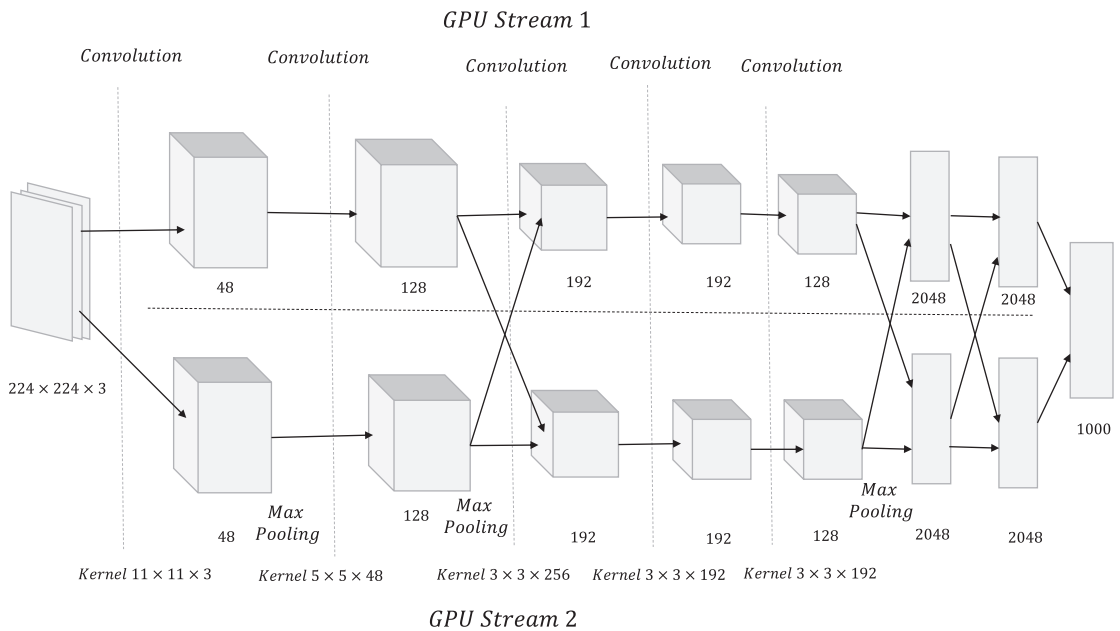 GPU Stream 1
Convolution
Convolution
Convolution
Convolution
Convolution
48
128
192
192
128
2048
2048
224 × 224 × 3
1000
48
Max
Pooling
128
Max
Pooling
192
192
128
Max
Pooling
2048
2048
Kernel 11 × 11 × 3
Kernel 5 × 5 × 48
Kernel 3 × 3 × 256
Kernel 3 × 3 × 192
Kernel 3 × 3 × 192
GPU Stream 2